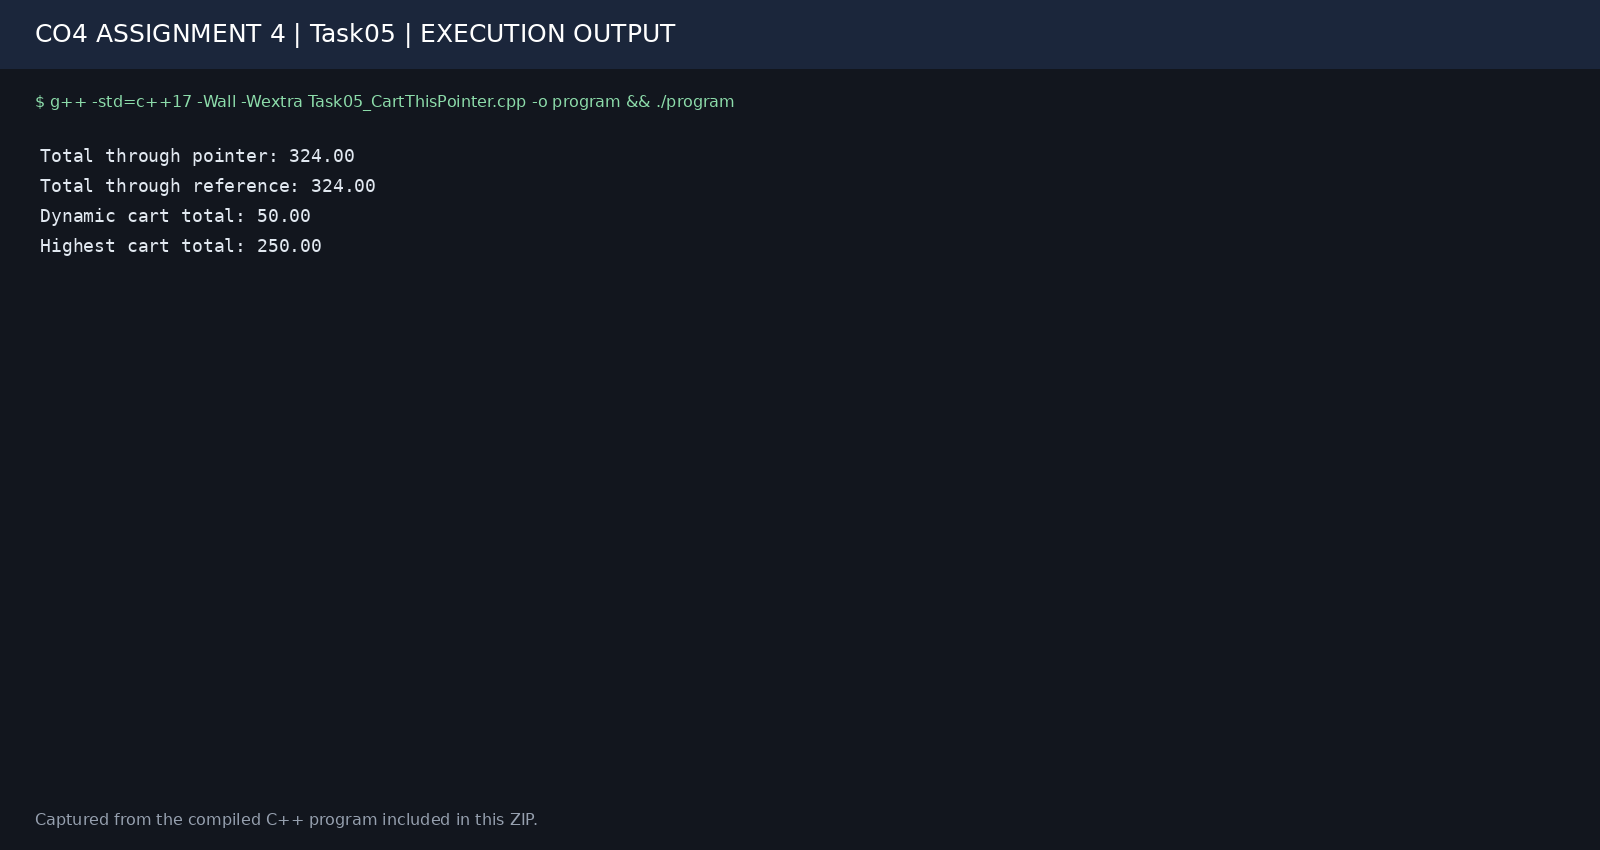 CO4 ASSIGNMENT 4 | Task05 | EXECUTION OUTPUT
$ g++ -std=c++17 -Wall -Wextra Task05_CartThisPointer.cpp -o program && ./program
Total through pointer: 324.00
Total through reference: 324.00
Dynamic cart total: 50.00
Highest cart total: 250.00
Captured from the compiled C++ program included in this ZIP.